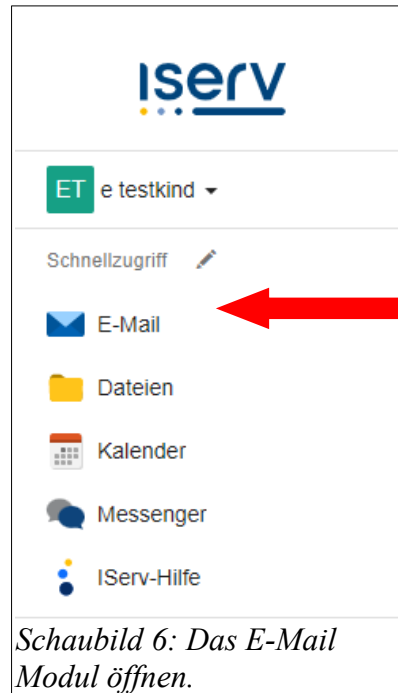 IServ
ET e testkind
Schnellzugriff
E-Mail
Dateien
Kalender
Messenger
IServ-Hilfe
Schaubild 6: Das E-Mail
Modul öffnen.